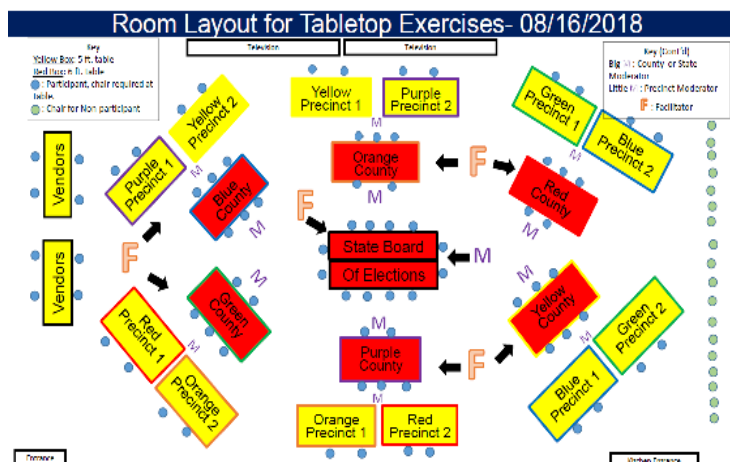 Room Layout for Tabletop Exercises- 08/16/2018
Key
Yellow Box: 5 ft. table
Red Box: 6 ft. table
: Participant, chair required at
Table.
: Chair for Non participant
Television
Television
Key (Cont'd)
Big M : County or State
Moderator
Little M : Precinct Moderator
F : Facilitator
Yellow
Precinct 2
Yellow
Precinct 1
Purple
Precinct 2
Green
Precinct 1
Blue
Precinct 2
Vendors
Purple
Precinct 1
M
M
M
Orange
County
F
Blue
County
Red
County
M
F
M
M
State Board
M
F
Of Elections
Vendors
M
M
Green
County
Yellow
County
Green
Precinct 2
Red
Precinct 1
M
M
M
Purple
County
F
Blue
Precinct 1
Orange
Precinct 2
M
Orange
Precinct 1
Red
Precinct 2
Entrance
Kitchen Entrance